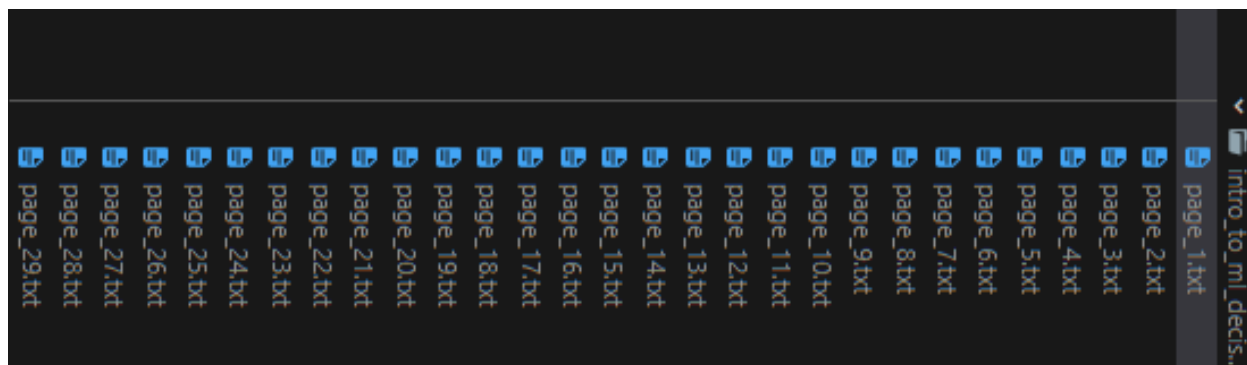 intro_to_ml_decis...
page_1.txt
page_2.txt
page_3.txt
page_4.txt
page_5.txt
page_6.txt
page_7.txt
page_8.txt
page_9.txt
page_10.txt
page_11.txt
page_12.txt
page_13.txt
page_14.txt
page_15.txt
page_16.txt
page_17.txt
page_18.txt
page_19.txt
page_20.txt
page_21.txt
page_22.txt
page_23.txt
page_24.txt
page_25.txt
page_26.txt
page_27.txt
page_28.txt
page_29.txt